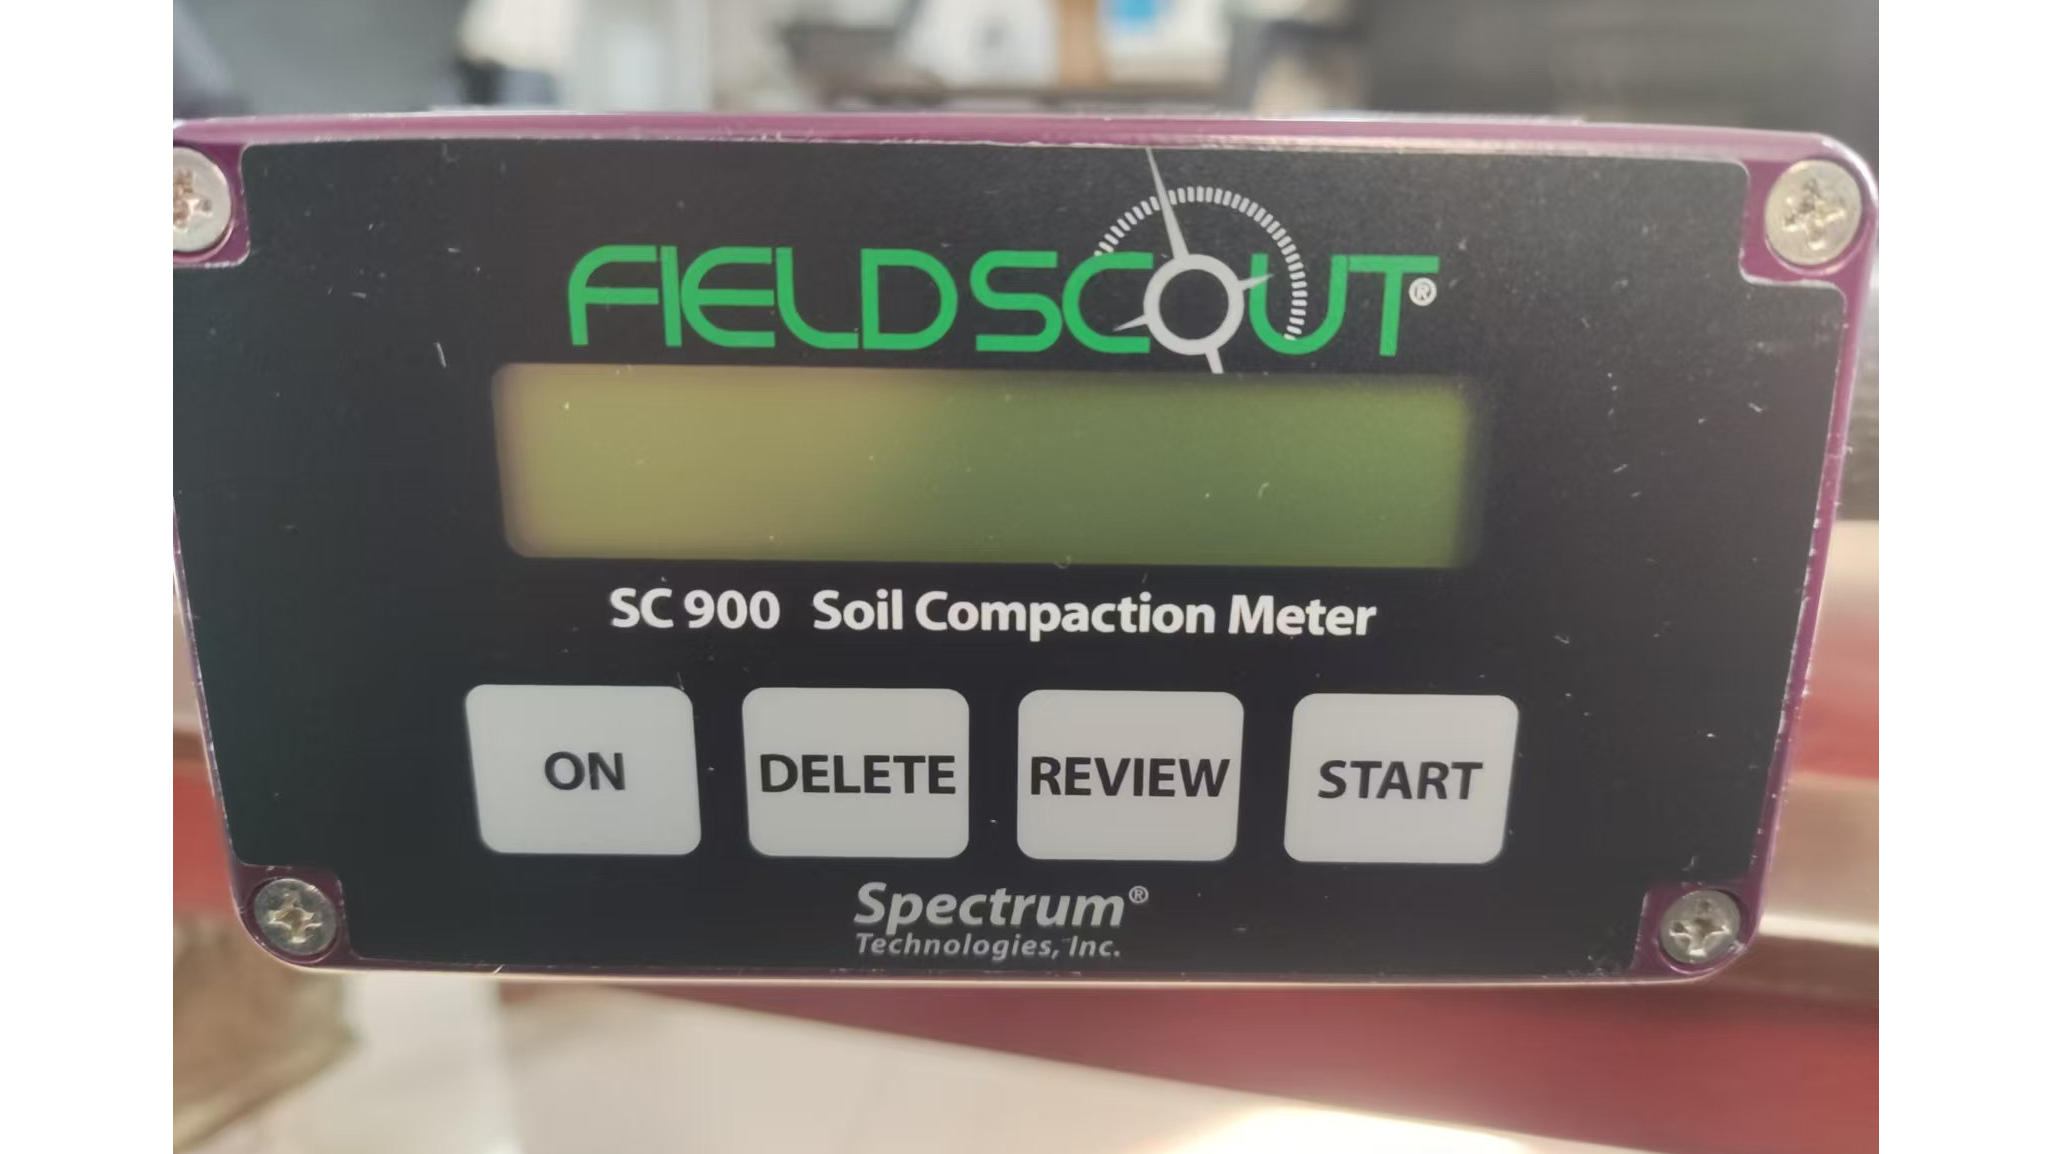 FIELDSCOUT®
SC 900 Soil Compaction Meter
ON DELETE REVIEW START
Spectrum®
Technologies, Inc.